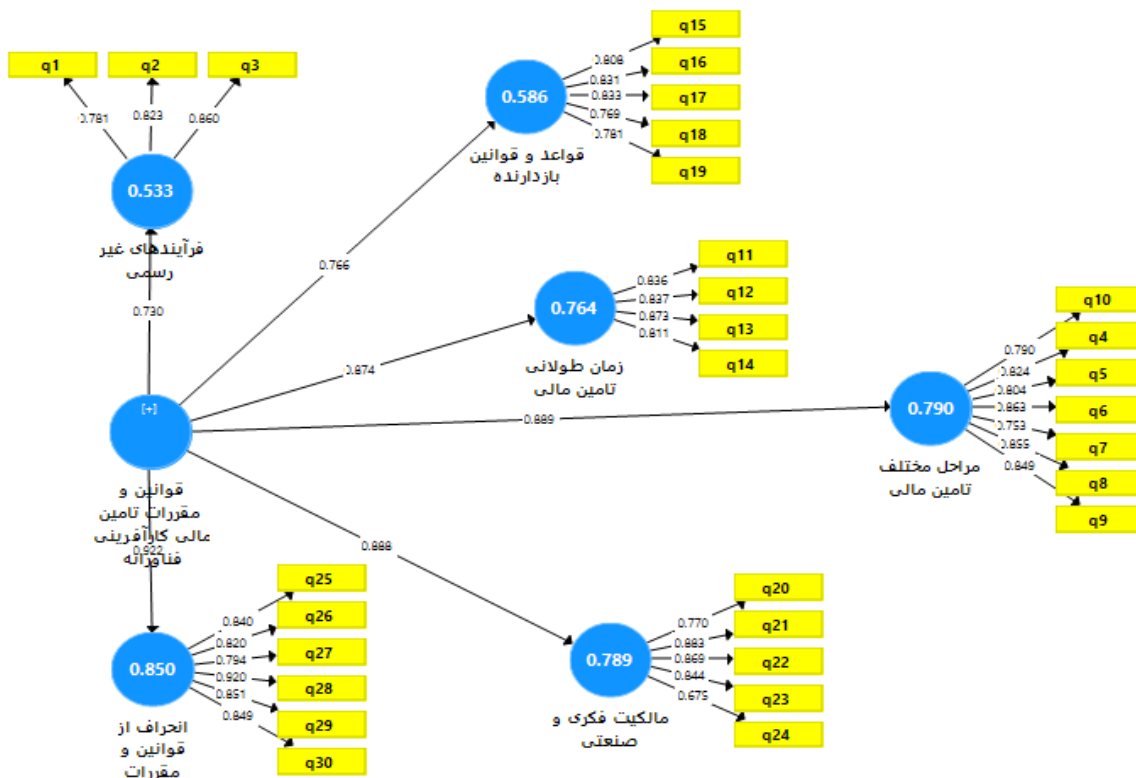 q1
q2
q3
0.781
0.823
0.860
0.533
فرآیندهای غیر
رسمی
0.730
q15
q16
q17
q18
q19
0.808
0.831
0.833
0.769
0.781
0.586
قواعد و قوانین
بازدارنده
0.766
q11
q12
q13
q14
0.836
0.837
0.873
0.811
0.764
زمان طولانی
تامین مالی
0.874
q10
q4
q5
q6
q7
q8
q9
0.790
0.824
0.804
0.863
0.753
0.855
0.849
0.790
مراحل مختلف
تامین مالی
0.889
[+]
قوانین و
مقررات تامین
مالی کارآفرینی
فناورانه
0.922
0.888
q25
q26
q27
q28
q29
q30
0.840
0.820
0.794
0.920
0.851
0.849
0.850
انحراف از
قوانین و
مقررات
q20
q21
q22
q23
q24
0.770
0.883
0.869
0.844
0.675
0.789
مالکیت فکری و
صنعتی